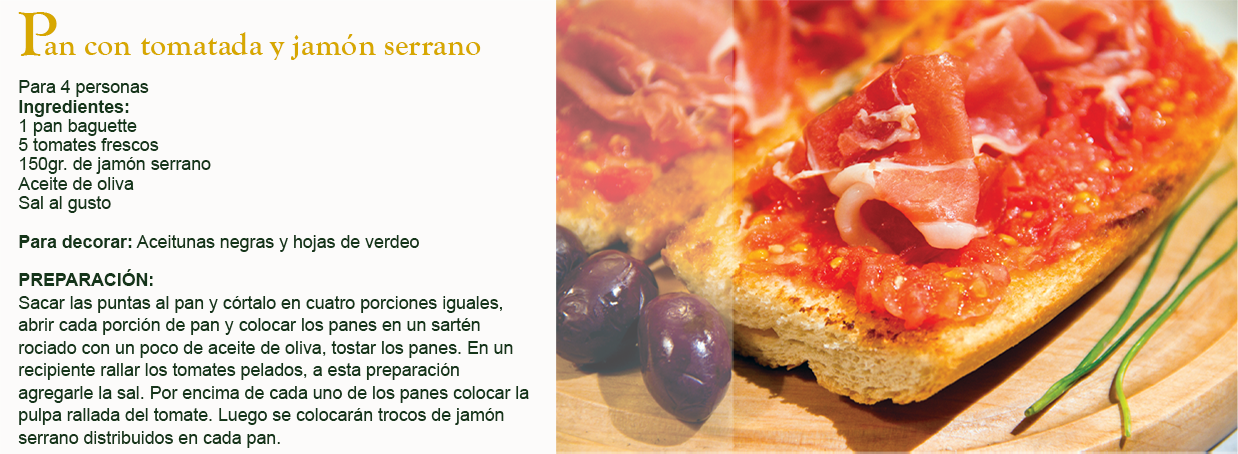 Pan con tomatada y jamón serrano
Para 4 personas
Ingredientes:
1 pan baguette
5 tomates frescos
150gr. de jamón serrano
Aceite de oliva
Sal al gusto
Para decorar: Aceitunas negras y hojas de verdeo
PREPARACIÓN:
Sacar las puntas al pan y córtalo en cuatro porciones iguales,
abrir cada porción de pan y colocar los panes en un sartén
rociado con un poco de aceite de oliva, tostar los panes. En un
recipiente rallar los tomates pelados, a esta preparación
agregarle la sal. Por encima de cada uno de los panes colocar la
pulpa rallada del tomate. Luego se colocarán trocos de jamón
serrano distribuidos en cada pan.